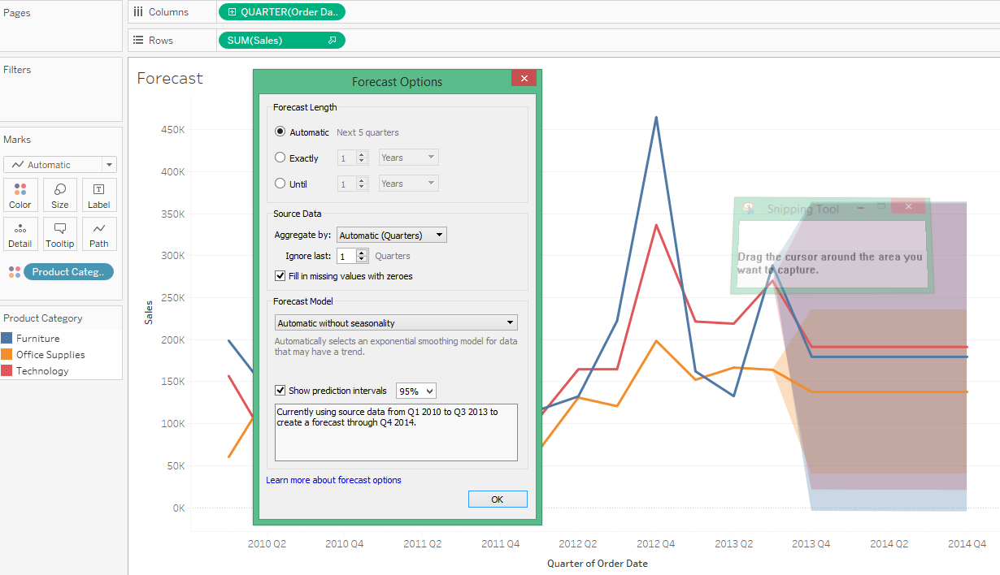 Pages
Columns
QUARTER(Order Da..
Rows
SUM(Sales)
Filters
Marks
Automatic
Color
Size
Label
Detail
Tooltip
Path
Product Categ..
Product Category
Furniture
Office Supplies
Technology
Forecast
Forecast Options
Forecast Length
Automatic Next 5 quarters
Exactly 1 Years
Until 1 Years
Source Data
Aggregate by: Automatic (Quarters)
Ignore last: 1 Quarters
Fill in missing values with zeroes
Forecast Model
Automatic without seasonality
Automatically selects an exponential smoothing model for data
that may have a trend.
Show prediction intervals 95%
Currently using source data from Q1 2010 to Q3 2013 to
create a forecast through Q4 2014.
Learn more about forecast options
OK
Snipping Tool
Drag the cursor around the area you
want to capture.
Sales
450K
400K
350K
300K
250K
200K
150K
100K
50K
0K
2010 Q2 2010 Q4 2011 Q2 2011 Q4 2012 Q2 2012 Q4 2013 Q2 2013 Q4 2014 Q2 2014 Q4
Quarter of Order Date